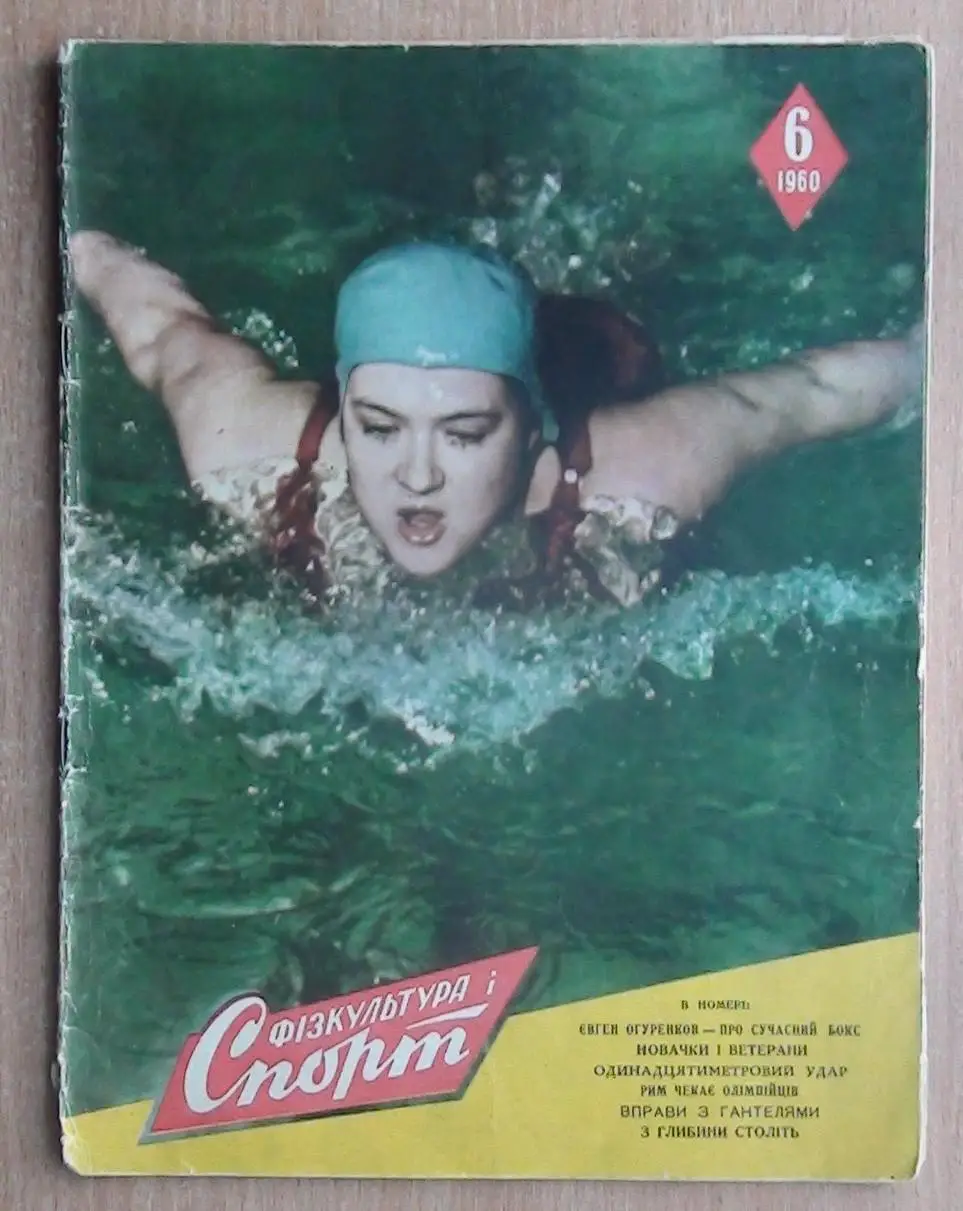 6
1960
ФІЗКУЛЬТУРА і
Спорт
В НОМЕРІ:
ЄВГЕН ОГУРЕНКОВ — ПРО СУЧАСНИЙ БОКС
НОВАЧКИ І ВЕТЕРАНИ
ОДИНАДЦЯТИМЕТРОВИЙ УДАР
РИМ ЧЕКАЄ ОЛІМПІЙЦІВ
ВПРАВИ З ГАНТЕЛЯМИ
З ГЛИБИНИ СТОЛІТЬ